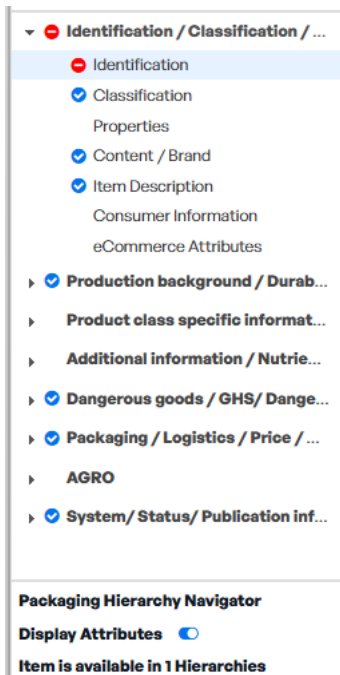 Identification / Classification / ...
Identification
Classification
Properties
Content / Brand
Item Description
Consumer Information
eCommerce Attributes
Production background / Durab...
Product class specific informat...
Additional information / Nutrie...
Dangerous goods / GHS/ Dange...
Packaging / Logistics / Price / ...
AGRO
System/ Status/ Publication inf...
Packaging Hierarchy Navigator
Display Attributes
Item is available in 1 Hierarchies